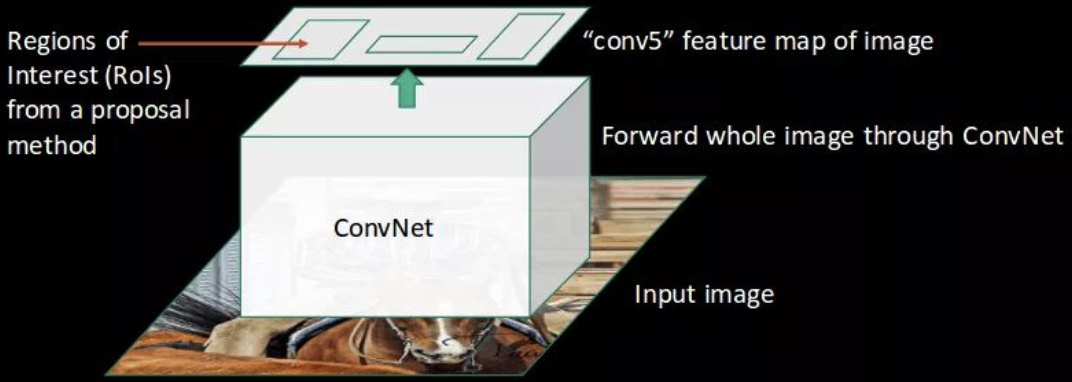 Regions of
Interest (RoIs)
from a proposal
method
“conv5” feature map of image
Forward whole image through ConvNet
ConvNet
Input image